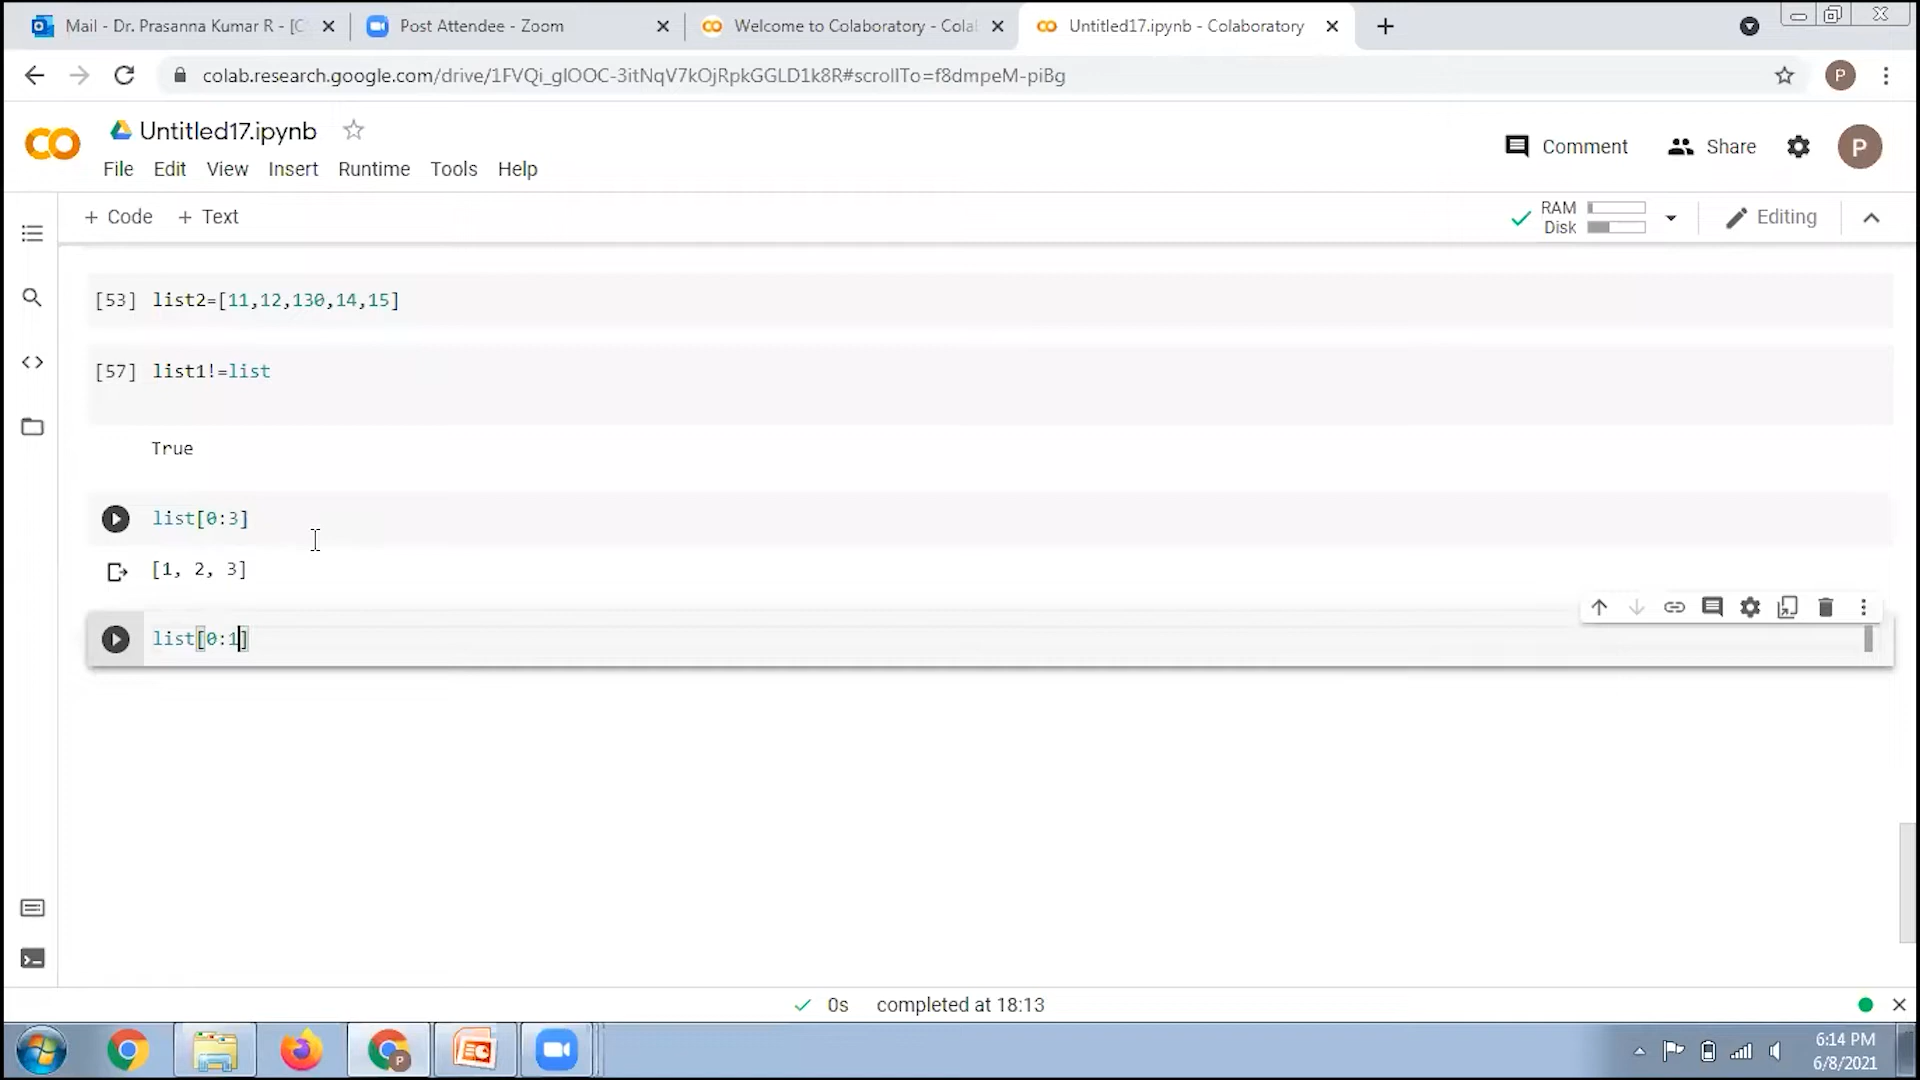 Mail - Dr. Prasanna Kumar R - [C
Post Attendee - Zoom
Welcome to Colaboratory - Cola
Untitled17.ipynb - Colaboratory
colab.research.google.com/drive/1FVQi_glOOC-3itNqV7kOjRpkGGLD1k8R#scrollTo=f8dmpeM-piBg
P
Untitled17.ipynb
Comment
Share
P
File Edit View Insert Runtime Tools Help
+ Code + Text
RAM
Disk
Editing
[53] list2=[11,12,130,14,15]
[57] list1!=list
True
list[0:3]
[1, 2, 3]
list[0:1]
0s completed at 18:13
P
6:14 PM
6/8/2021